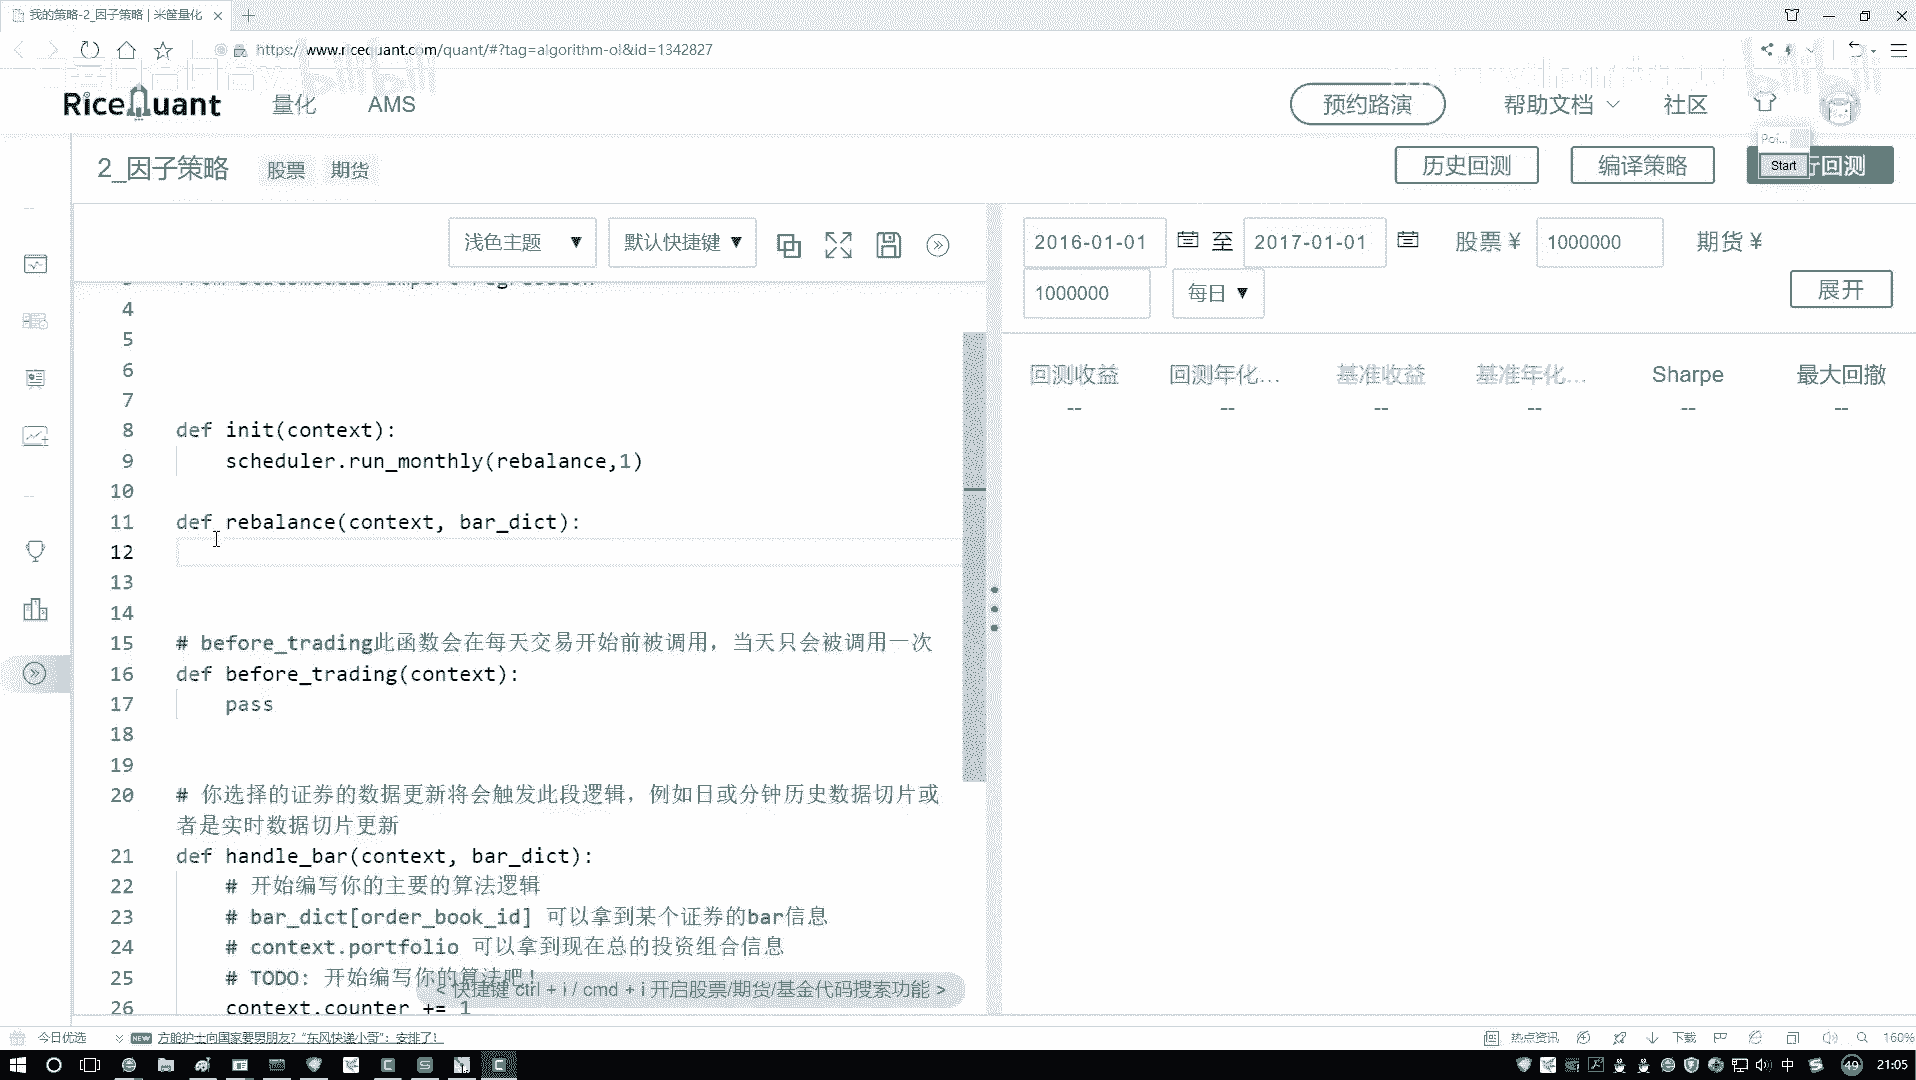 我的策略-2_因子策略 | 米筐量化
https://www.ricequant.com/quant/#?tag=algorithm-ol&id=1342827
RiceQuant 量化 AMS 预约路演 帮助文档 社区
Poi...
2_因子策略 股票 期货 历史回测 编译策略 Start 行回测
浅色主题 ▼ 默认快捷键 ▼
2016-01-01 至 2017-01-01 股票 ¥ 1000000 期货 ¥
1000000 每日 ▼ 展开
回测收益 回测年化... 基准收益 基准年化... Sharpe 最大回撤
-- -- -- -- -- --
3 from statsmodels import regression
4
5
6
7
8 def init(context):
9 scheduler.run_monthly(rebalance,1)
10
11 def rebalance(context, bar_dict):
12
13
14
15 # before_trading此函数会在每天交易开始前被调用，当天只会被调用一次
16 def before_trading(context):
17 pass
18
19
20 # 你选择的证券的数据更新将会触发此段逻辑，例如日或分钟历史数据切片或
者是实时数据切片更新
21 def handle_bar(context, bar_dict):
22 # 开始编写你的主要的算法逻辑
23 # bar_dict[order_book_id] 可以拿到某个证券的bar信息
24 # context.portfolio 可以拿到现在总的投资组合信息
25 # TODO: 开始编写你的算法吧！
< 快捷键 ctrl + i / cmd + i 开启股票/期货/基金代码搜索功能 >
26 context.counter += 1
今日优选 NEW 方舱护士向国家要男朋友？“东风快递小哥”：安排了！ 热点资讯 下载 160%
中 49 21:05